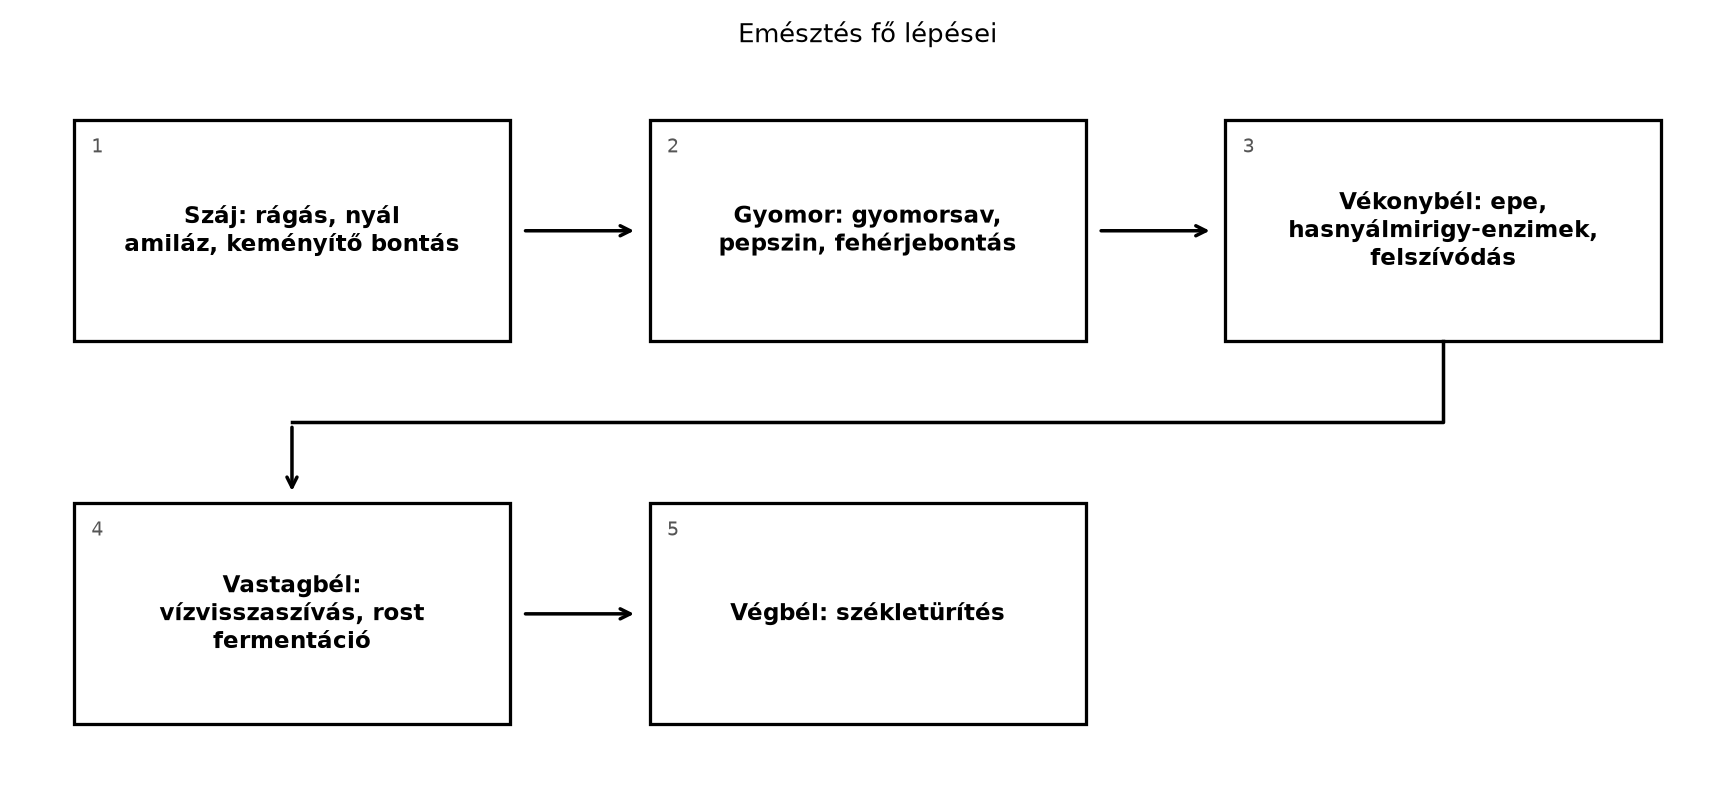 Emésztés fő lépései
1
Száj: rágás, nyál
amiláz, keményítő bontás
2
Gyomor: gyomorsav,
pepszin, fehérjebontás
3
Vékonybél: epe,
hasnyálmirigy-enzimek,
felszívódás
4
Vastagbél:
vízvisszaszívás, rost
fermentáció
5
Végbél: székletürítés